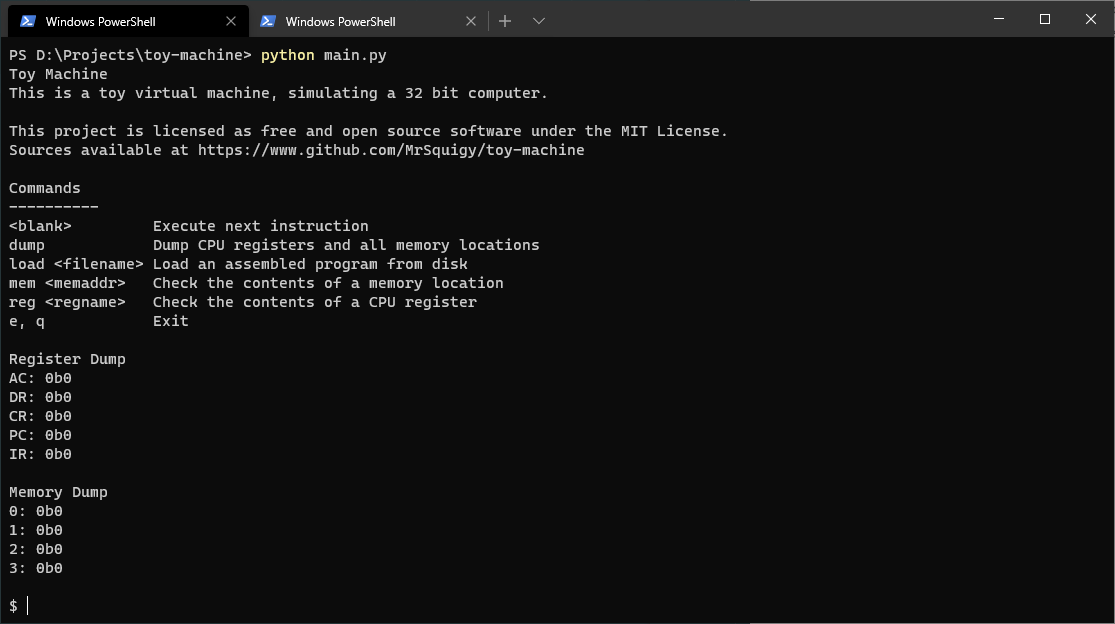 Windows PowerShell
Windows PowerShell
PS D:\Projects\toy-machine> python main.py
Toy Machine
This is a toy virtual machine, simulating a 32 bit computer.
This project is licensed as free and open source software under the MIT License.
Sources available at https://www.github.com/MrSquigy/toy-machine
Commands
----------
<blank>         Execute next instruction
dump            Dump CPU registers and all memory locations
load <filename> Load an assembled program from disk
mem <memaddr>   Check the contents of a memory location
reg <regname>   Check the contents of a CPU register
e, q            Exit
Register Dump
AC: 0b0
DR: 0b0
CR: 0b0
PC: 0b0
IR: 0b0
Memory Dump
0: 0b0
1: 0b0
2: 0b0
3: 0b0
$